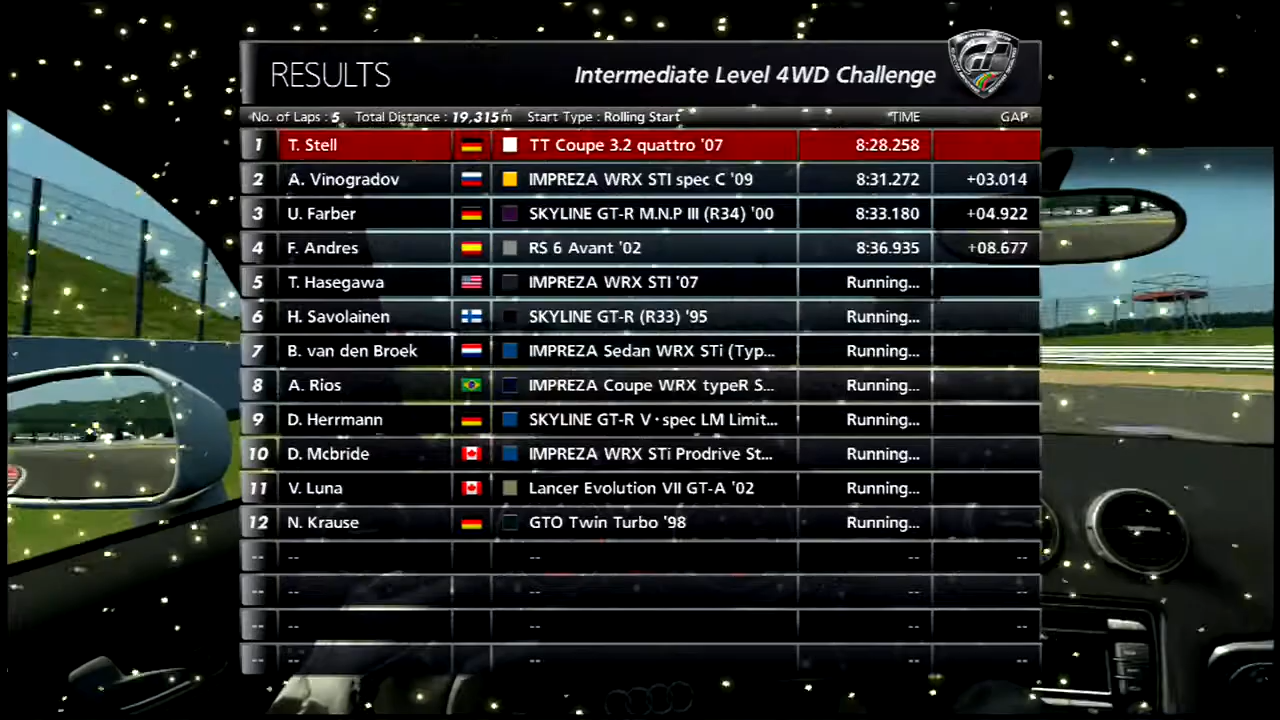 RESULTS
Intermediate Level 4WD Challenge
No. of Laps : 5 Total Distance : 19,315m Start Type : Rolling Start TIME GAP
1 T. Stell TT Coupe 3.2 quattro '07 8:28.258
2 A. Vinogradov IMPREZA WRX STI spec C '09 8:31.272 +03.014
3 U. Farber SKYLINE GT-R M.N.P III (R34) '00 8:33.180 +04.922
4 F. Andres RS 6 Avant '02 8:36.935 +08.677
5 T. Hasegawa IMPREZA WRX STI '07 Running...
6 H. Savolainen SKYLINE GT-R (R33) '95 Running...
7 B. van den Broek IMPREZA Sedan WRX STi (Typ... Running...
8 A. Rios IMPREZA Coupe WRX typeR S... Running...
9 D. Herrmann SKYLINE GT-R V·spec LM Limit... Running...
10 D. Mcbride IMPREZA WRX STi Prodrive St... Running...
11 V. Luna Lancer Evolution VII GT-A '02 Running...
12 N. Krause GTO Twin Turbo '98 Running...
-- -- -- -- --
-- -- -- -- --
-- -- -- -- --
-- -- -- -- --